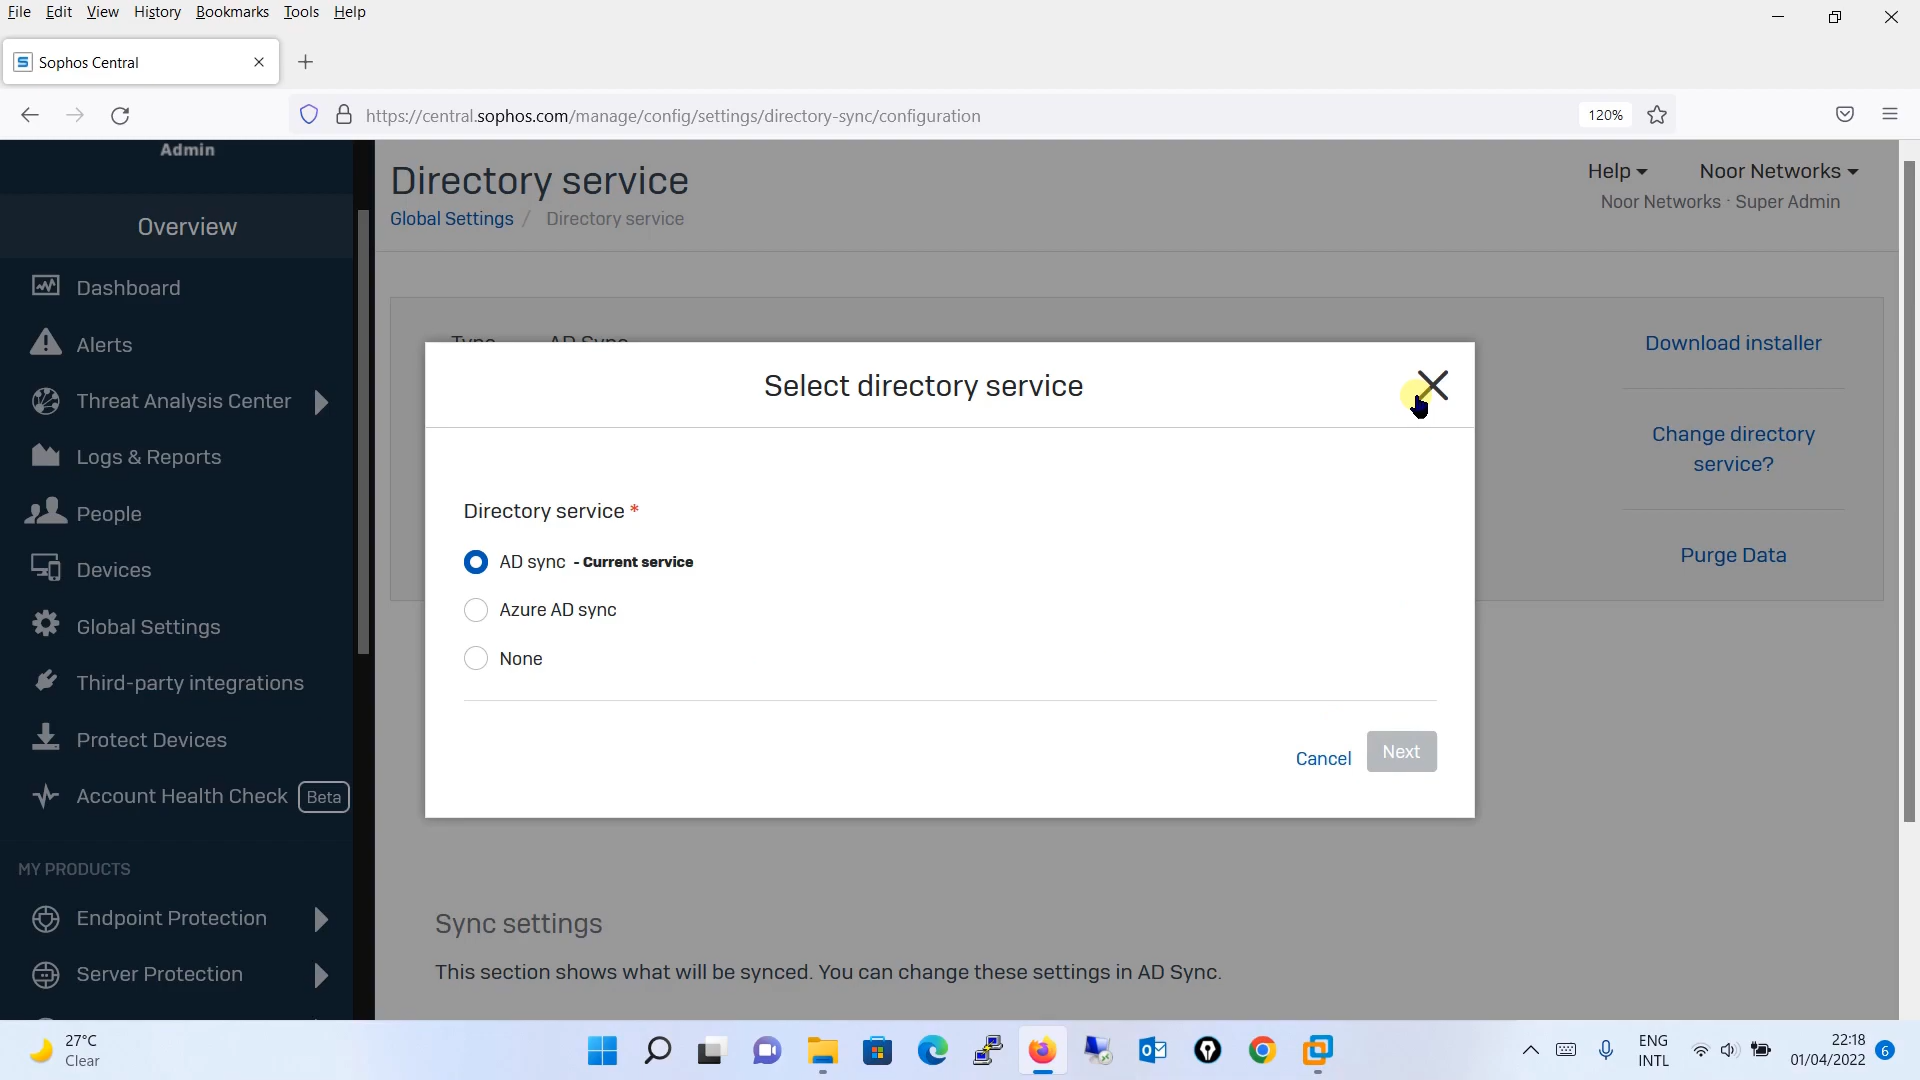 File Edit View History Bookmarks Tools Help
Sophos Central
https://central.sophos.com/manage/config/settings/directory-sync/configuration
120%
Admin
Overview
Dashboard
Alerts
Threat Analysis Center
Logs & Reports
People
Devices
Global Settings
Third-party integrations
Protect Devices
Account Health Check Beta
MY PRODUCTS
Endpoint Protection
Server Protection
Directory service
Global Settings / Directory service
Help
Noor Networks
Noor Networks · Super Admin
Type AD Sync
Download installer
Change directory
service?
Purge Data
Select directory service
Directory service *
AD sync - Current service
Azure AD sync
None
Cancel
Next
Sync settings
This section shows what will be synced. You can change these settings in AD Sync.
27°C
Clear
ENG
INTL
22:18
01/04/2022
6